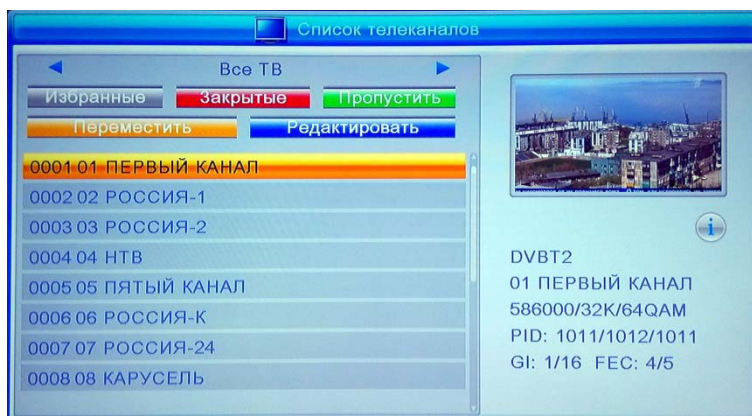 Список телеканалов
Все ТВ
Избранные Закрытые Пропустить
Переместить Редактировать
0001 01 ПЕРВЫЙ КАНАЛ
0002 02 РОССИЯ-1
0003 03 РОССИЯ-2
0004 04 НТВ
0005 05 ПЯТЫЙ КАНАЛ
0006 06 РОССИЯ-К
0007 07 РОССИЯ-24
0008 08 КАРУСЕЛЬ
i
DVBT2
01 ПЕРВЫЙ КАНАЛ
586000/32K/64QAM
PID: 1011/1012/1011
GI: 1/16 FEC: 4/5